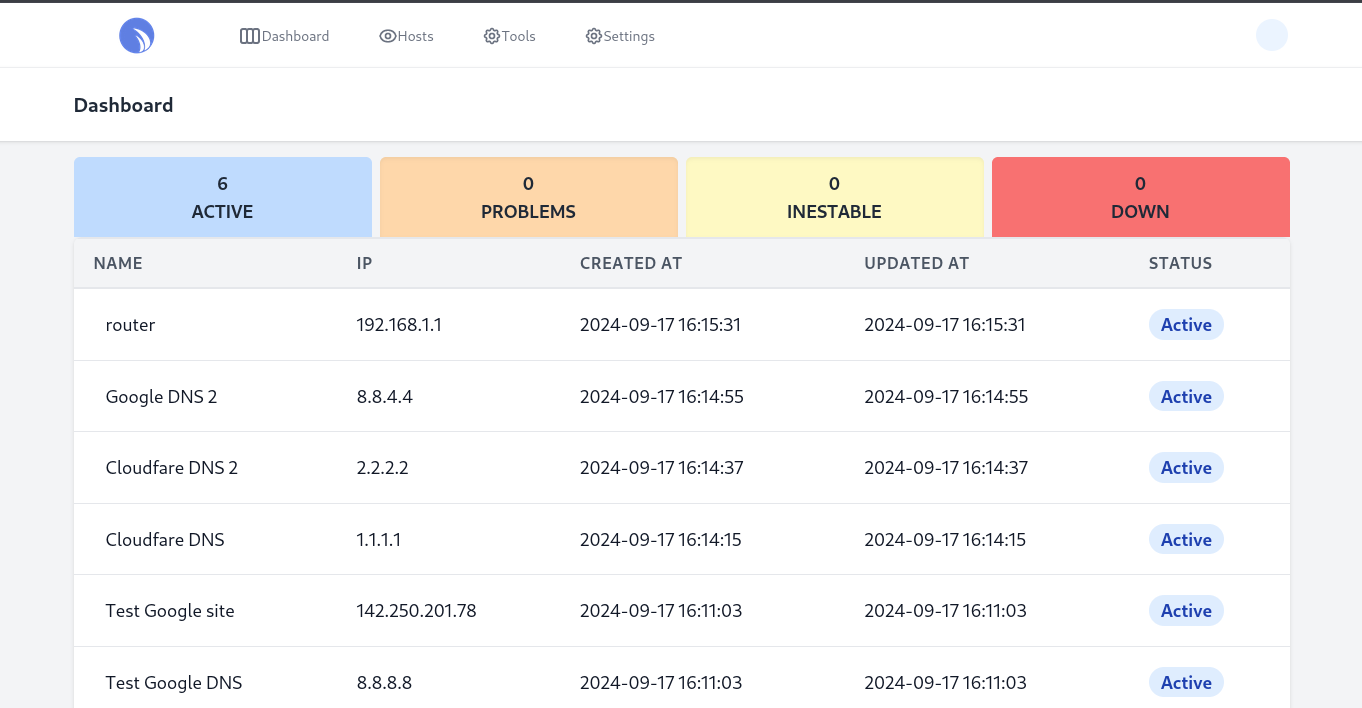 Dashboard Hosts Tools Settings
Dashboard
6 0 0 0
ACTIVE PROBLEMS INESTABLE DOWN
NAME IP CREATED AT UPDATED AT STATUS
router 192.168.1.1 2024-09-17 16:15:31 2024-09-17 16:15:31 Active
Google DNS 2 8.8.4.4 2024-09-17 16:14:55 2024-09-17 16:14:55 Active
Cloudfare DNS 2 2.2.2.2 2024-09-17 16:14:37 2024-09-17 16:14:37 Active
Cloudfare DNS 1.1.1.1 2024-09-17 16:14:15 2024-09-17 16:14:15 Active
Test Google site 142.250.201.78 2024-09-17 16:11:03 2024-09-17 16:11:03 Active
Test Google DNS 8.8.8.8 2024-09-17 16:11:03 2024-09-17 16:11:03 Active